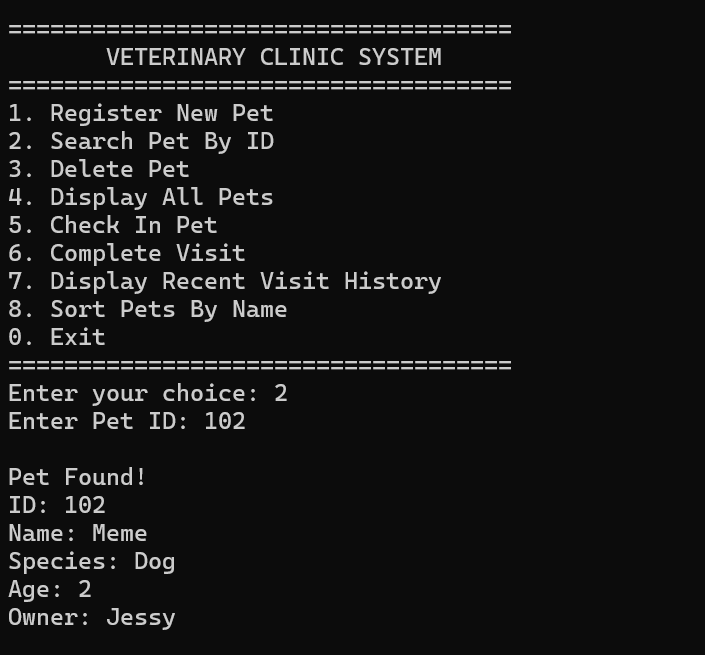 ====================================
VETERINARY CLINIC SYSTEM
====================================
1. Register New Pet
2. Search Pet By ID
3. Delete Pet
4. Display All Pets
5. Check In Pet
6. Complete Visit
7. Display Recent Visit History
8. Sort Pets By Name
0. Exit
====================================
Enter your choice: 2
Enter Pet ID: 102
Pet Found!
ID: 102
Name: Meme
Species: Dog
Age: 2
Owner: Jessy